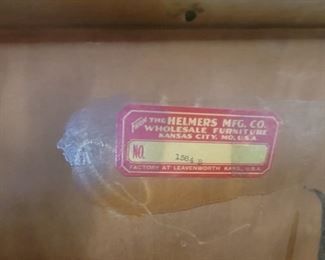 From THE HELMERS MFG. CO.
WHOLESALE FURNITURE
KANSAS CITY, MO. U.S.A.
NO.
FACTORY AT LEAVENWORTH KANS., U.S.A.